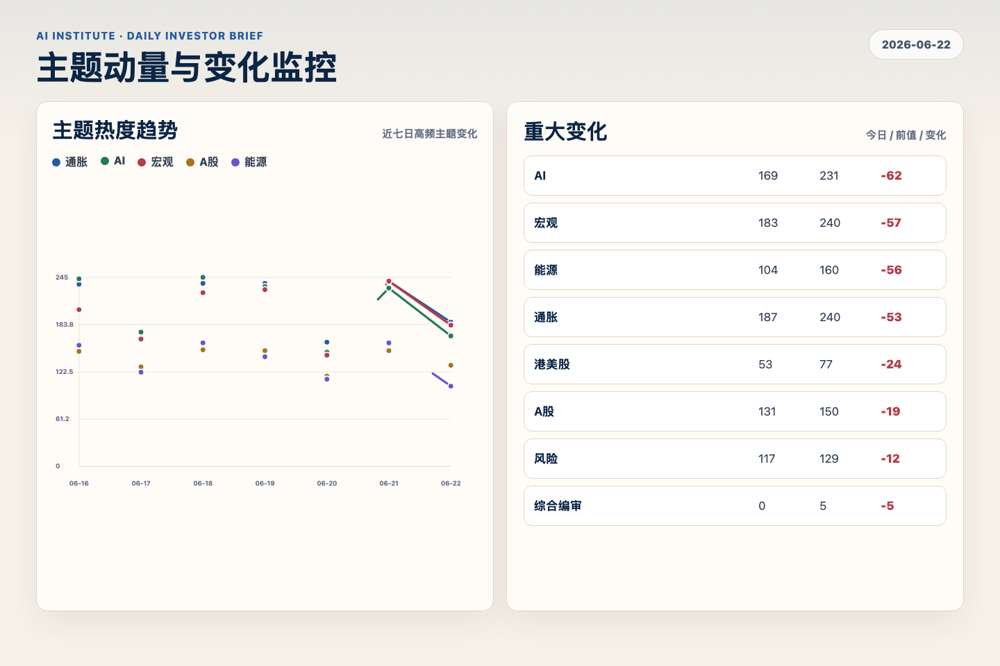 AI INSTITUTE · DAILY INVESTOR BRIEF
主题动量与变化监控
2026-06-22
主题热度趋势
近七日高频主题变化
通胀 AI 宏观 A股 能源
245
183.8
122.5
61.2
0
06-16 06-17 06-18 06-19 06-20 06-21 06-22
重大变化
今日 / 前值 / 变化
AI 169 231 -62
宏观 183 240 -57
能源 104 160 -56
通胀 187 240 -53
港美股 53 77 -24
A股 131 150 -19
风险 117 129 -12
综合编审 0 5 -5